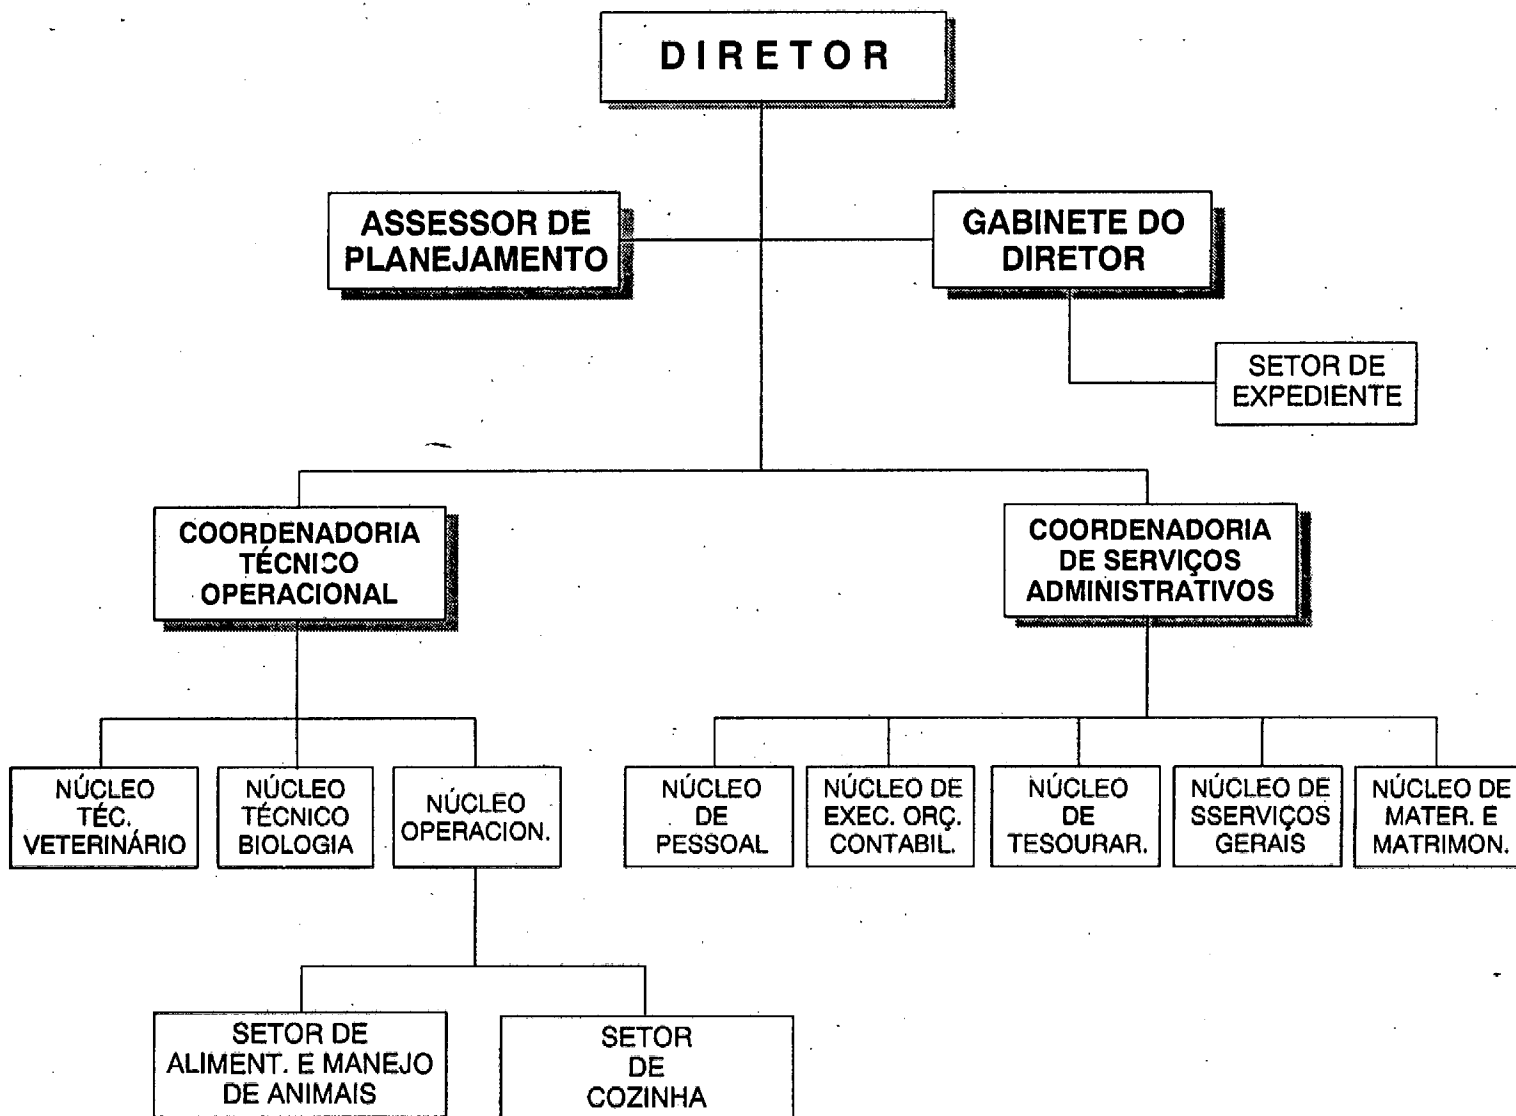 DIRETOR
ASSESSOR DE
PLANEJAMENTO
GABINETE DO
DIRETOR
SETOR DE
EXPEDIENTE
COORDENADORIA
TÉCNICO
OPERACIONAL
COORDENADORIA
DE SERVIÇOS
ADMINISTRATIVOS
NÚCLEO
TÉC.
VETERINÁRIO
NÚCLEO
TÉCNICO
BIOLOGIA
NÚCLEO
OPERACION.
NÚCLEO
DE
PESSOAL
NÚCLEO DE
EXEC. ORÇ.
CONTABIL.
NÚCLEO
DE
TESOURAR.
NÚCLEO DE
SSERVIÇOS
GERAIS
NÚCLEO DE
MATER. E
MATRIMON.
SETOR DE
ALIMENT. E MANEJO
DE ANIMAIS
SETOR
DE
COZINHA